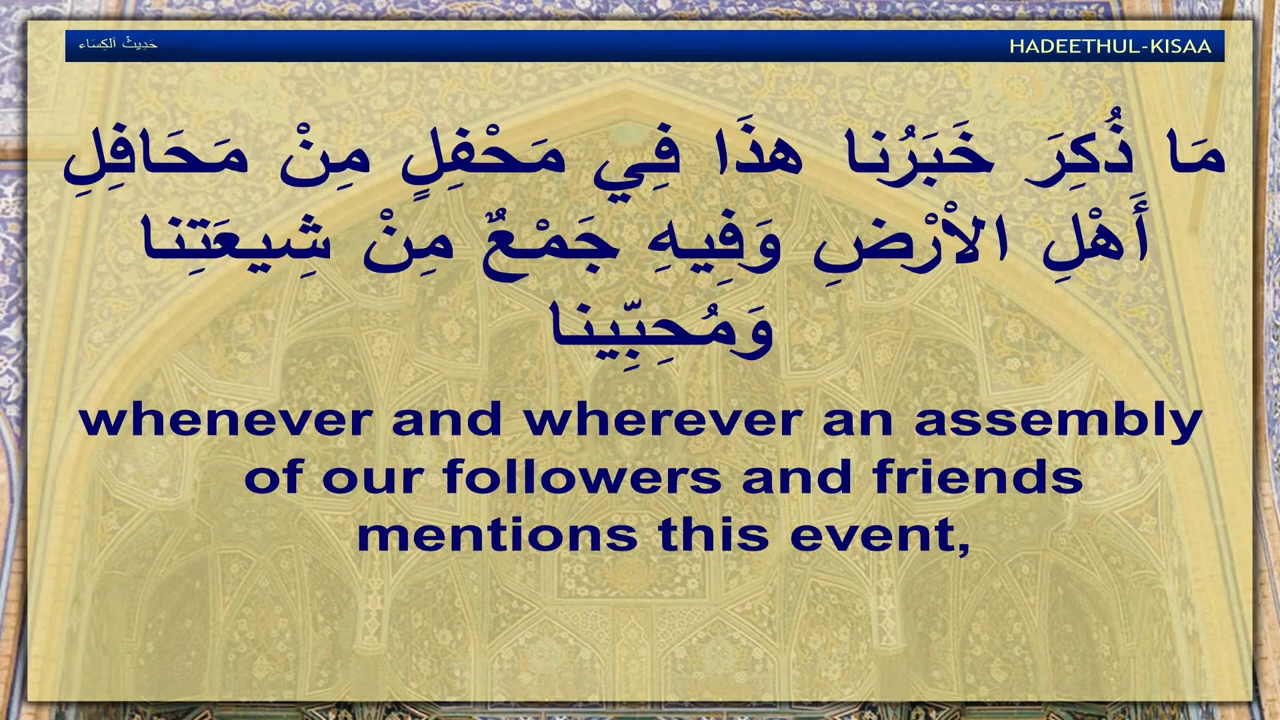 حَدِيثُ الكِسَاء
HADEETHUL-KISAA
مَا ذُكِرَ خَبَرُنا هذَا فِي مَحْفِلٍ مِنْ مَحَافِلِ
أَهْلِ الاْرْضِ وَفِيهِ جَمْعٌ مِنْ شِيعَتِنا
وَمُحِبِّينا
whenever and wherever an assembly
of our followers and friends
mentions this event,